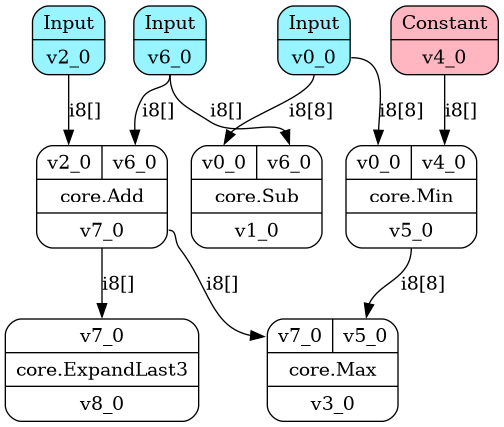 Input Input Input Constant
v2_0 v6_0 v0_0 v4_0
i8[] i8[] i8[] i8[8] i8[8] i8[]
v2_0 v6_0 v0_0 v6_0 v0_0 v4_0
core.Add core.Sub core.Min
v7_0 v1_0 v5_0
i8[] i8[] i8[8]
v7_0 v7_0 v5_0
core.ExpandLast3 core.Max
v8_0 v3_0